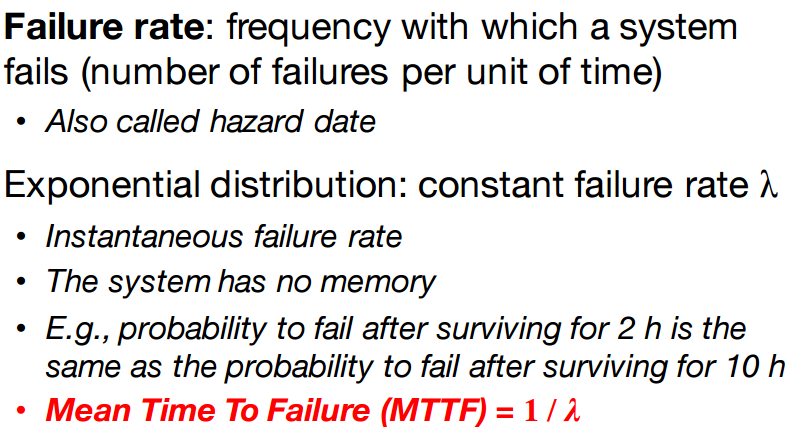 Failure rate: frequency with which a system
fails (number of failures per unit of time)
• Also called hazard date
Exponential distribution: constant failure rate λ
• Instantaneous failure rate
• The system has no memory
• E.g., probability to fail after surviving for 2 h is the
same as the probability to fail after surviving for 10 h
• Mean Time To Failure (MTTF) = 1 / λ